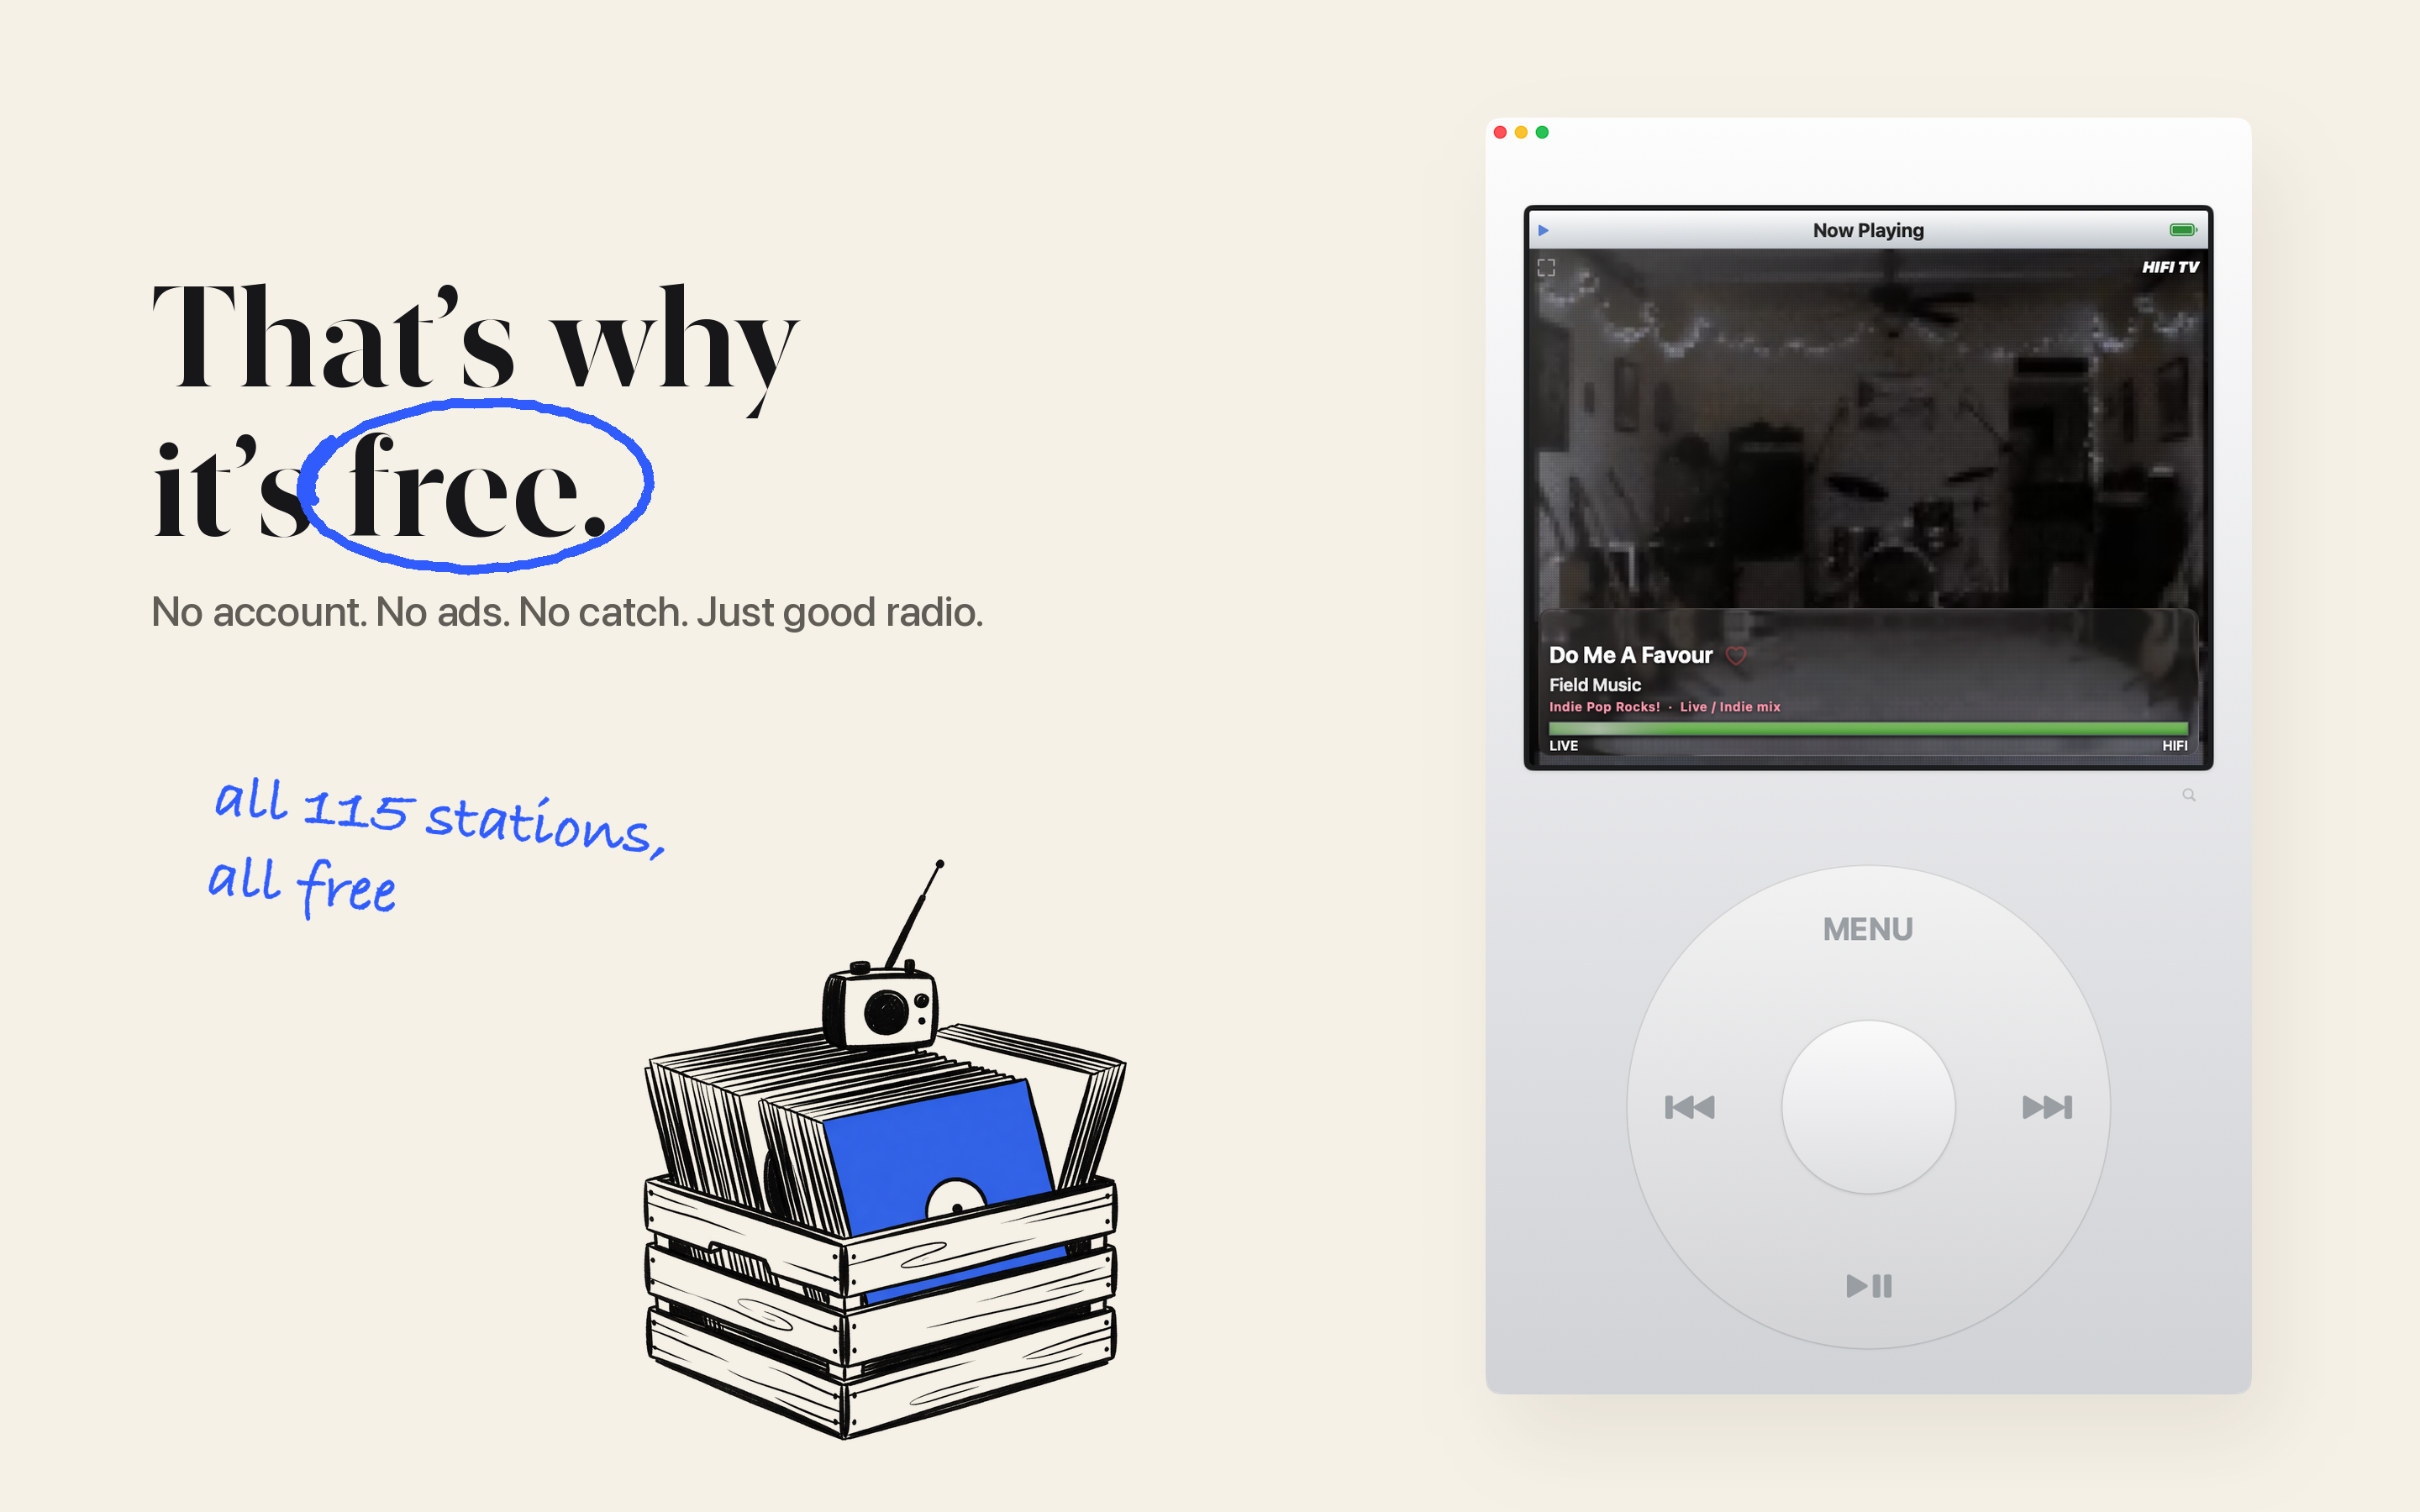 That’s why
it’s free.
No account. No ads. No catch. Just good radio.
all 115 stations,
all free
Now Playing
HIFI TV
Do Me A Favour
Field Music
Indie Pop Rocks! · Live / Indie mix
LIVE
HIFI
MENU